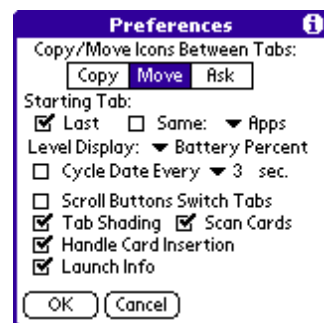 Preferences i
Copy/Move Icons Between Tabs:
Copy Move Ask
Starting Tab:
Last Same: Apps
Level Display: Battery Percent
Cycle Date Every 3 sec.
Scroll Buttons Switch Tabs
Tab Shading Scan Cards
Handle Card Insertion
Launch Info
OK Cancel